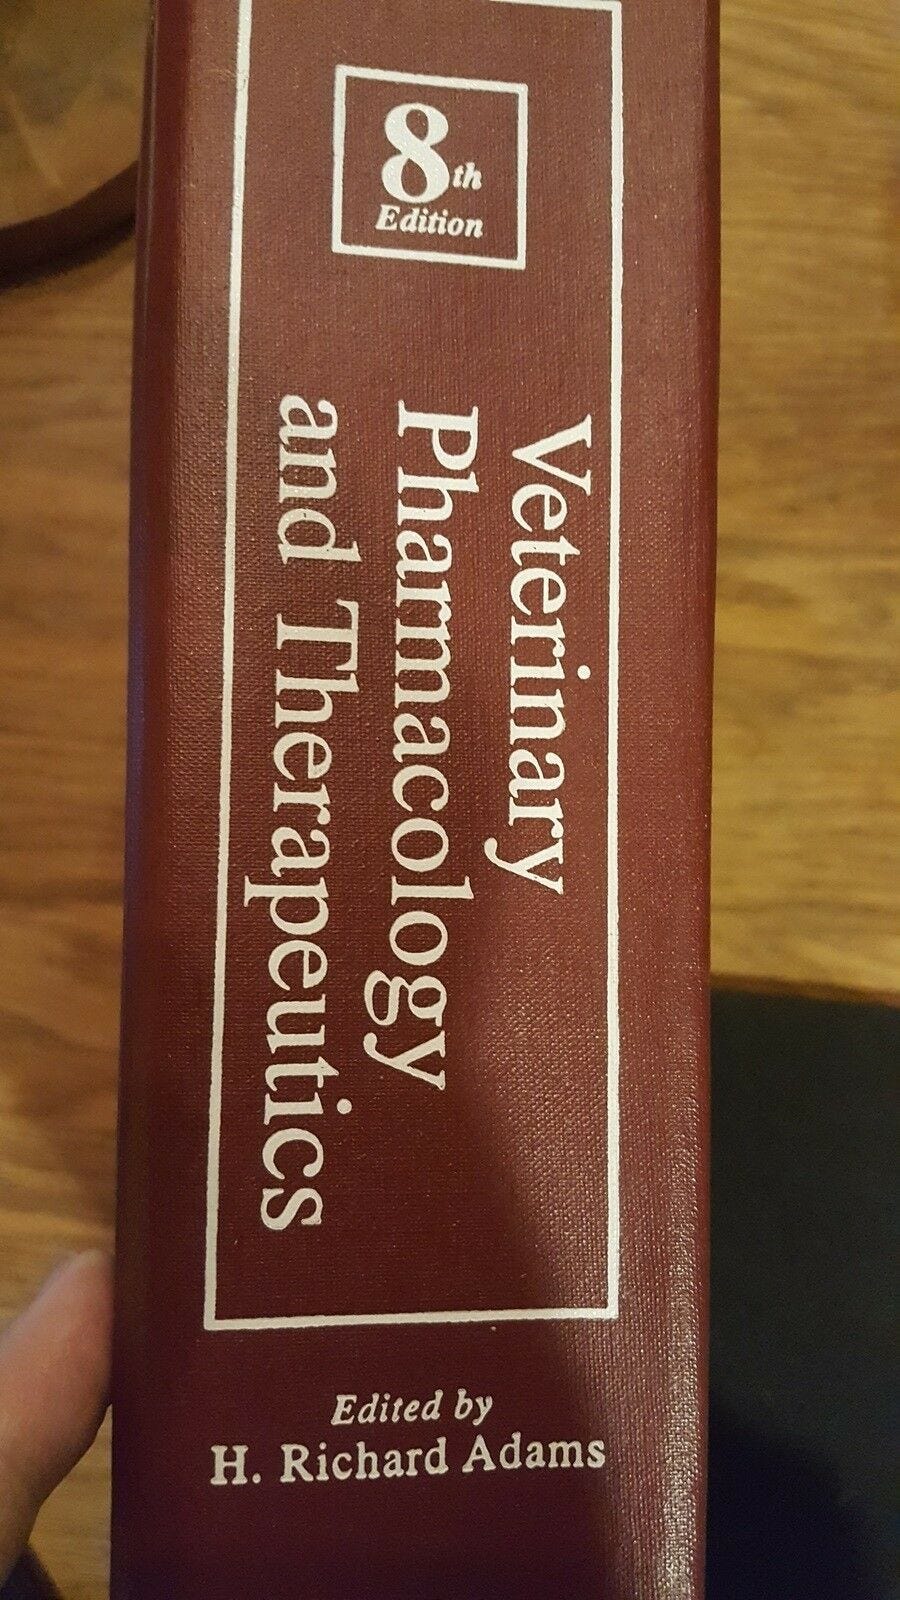 8th
Edition
Veterinary
Pharmacology
and Therapeutics
Edited by
H. Richard Adams